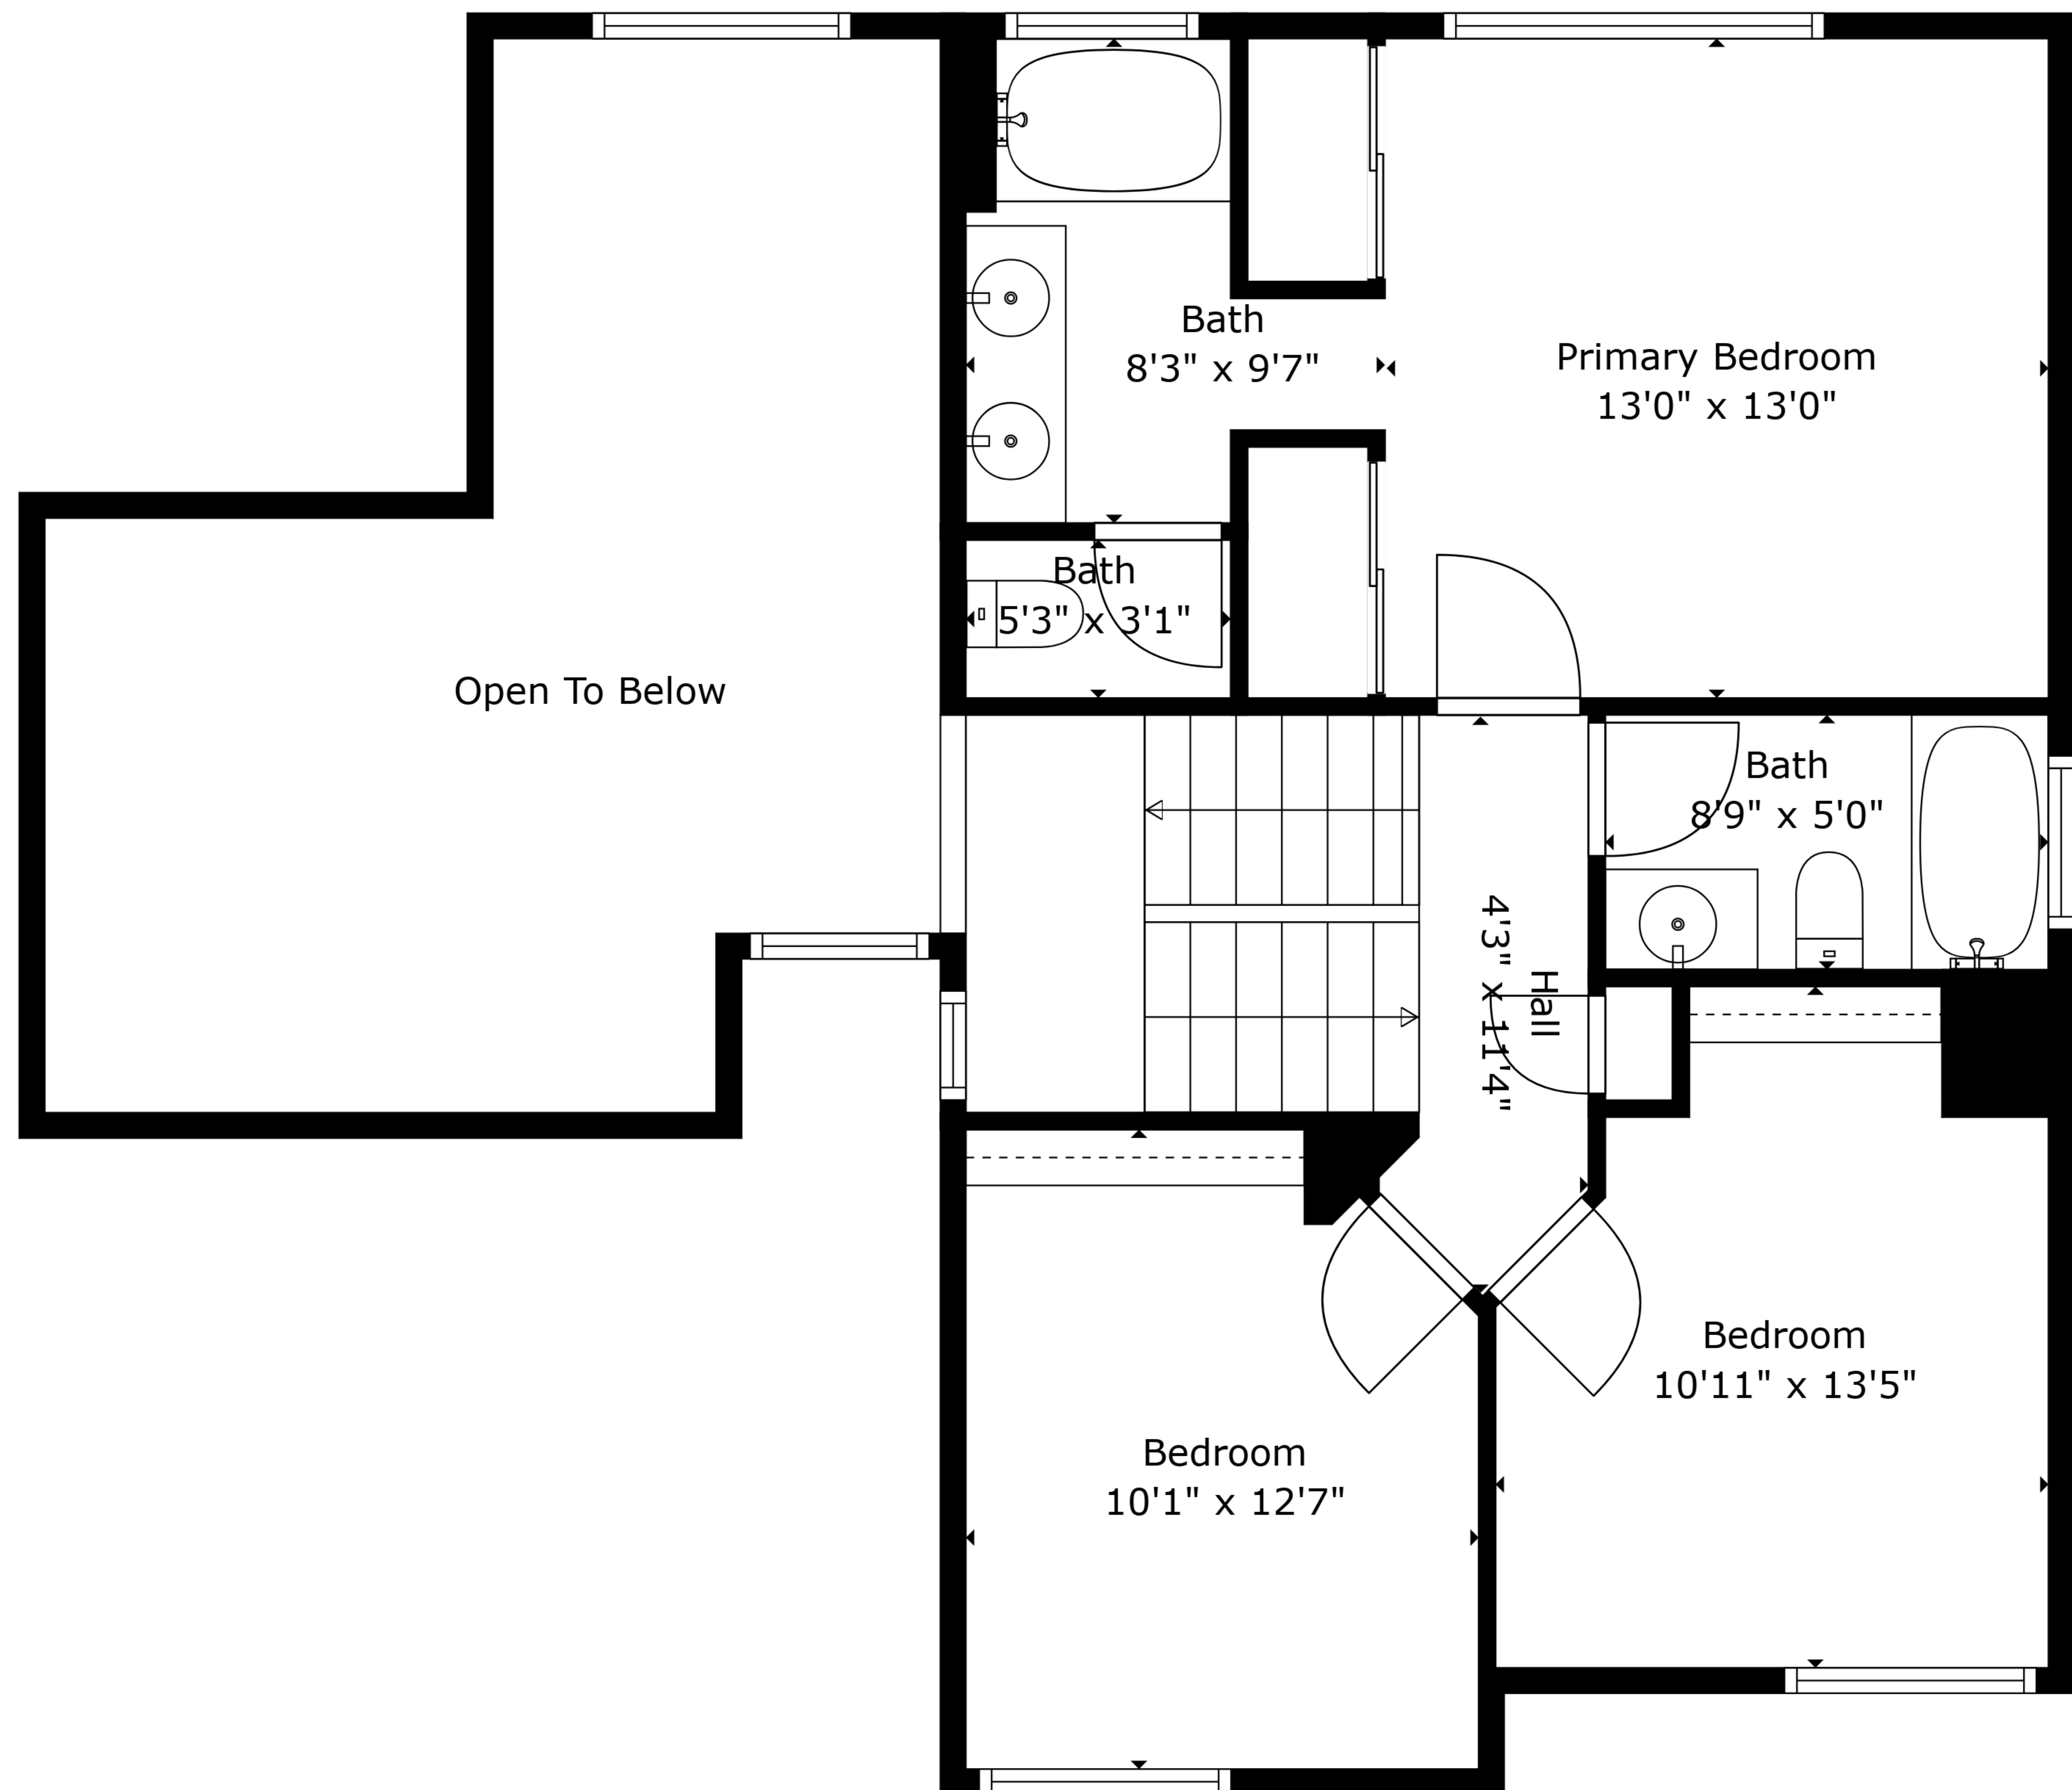 Bath
8'3" x 9'7"
Primary Bedroom
13'0" x 13'0"
Bath
5'3" x 3'1"
Open To Below
Bath
8'9" x 5'0"
Hall
4'3" x 11'4"
Bedroom
10'11" x 13'5"
Bedroom
10'1" x 12'7"